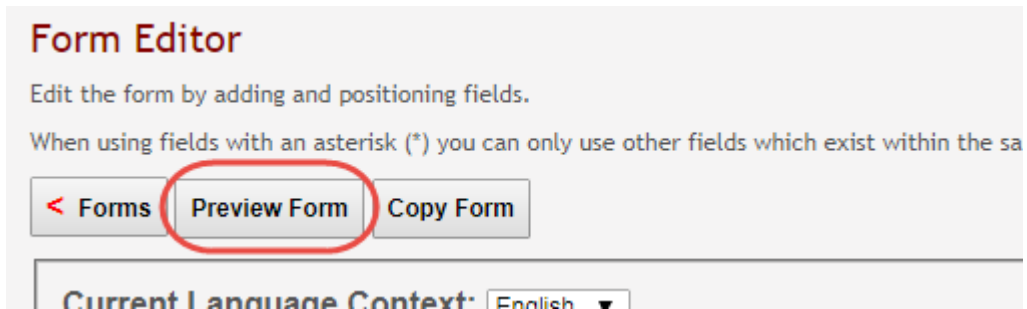 Form Editor
Edit the form by adding and positioning fields.
When using fields with an asterisk (*) you can only use other fields which exist within the sa
< Forms Preview Form Copy Form
Current Language Context: English ▼